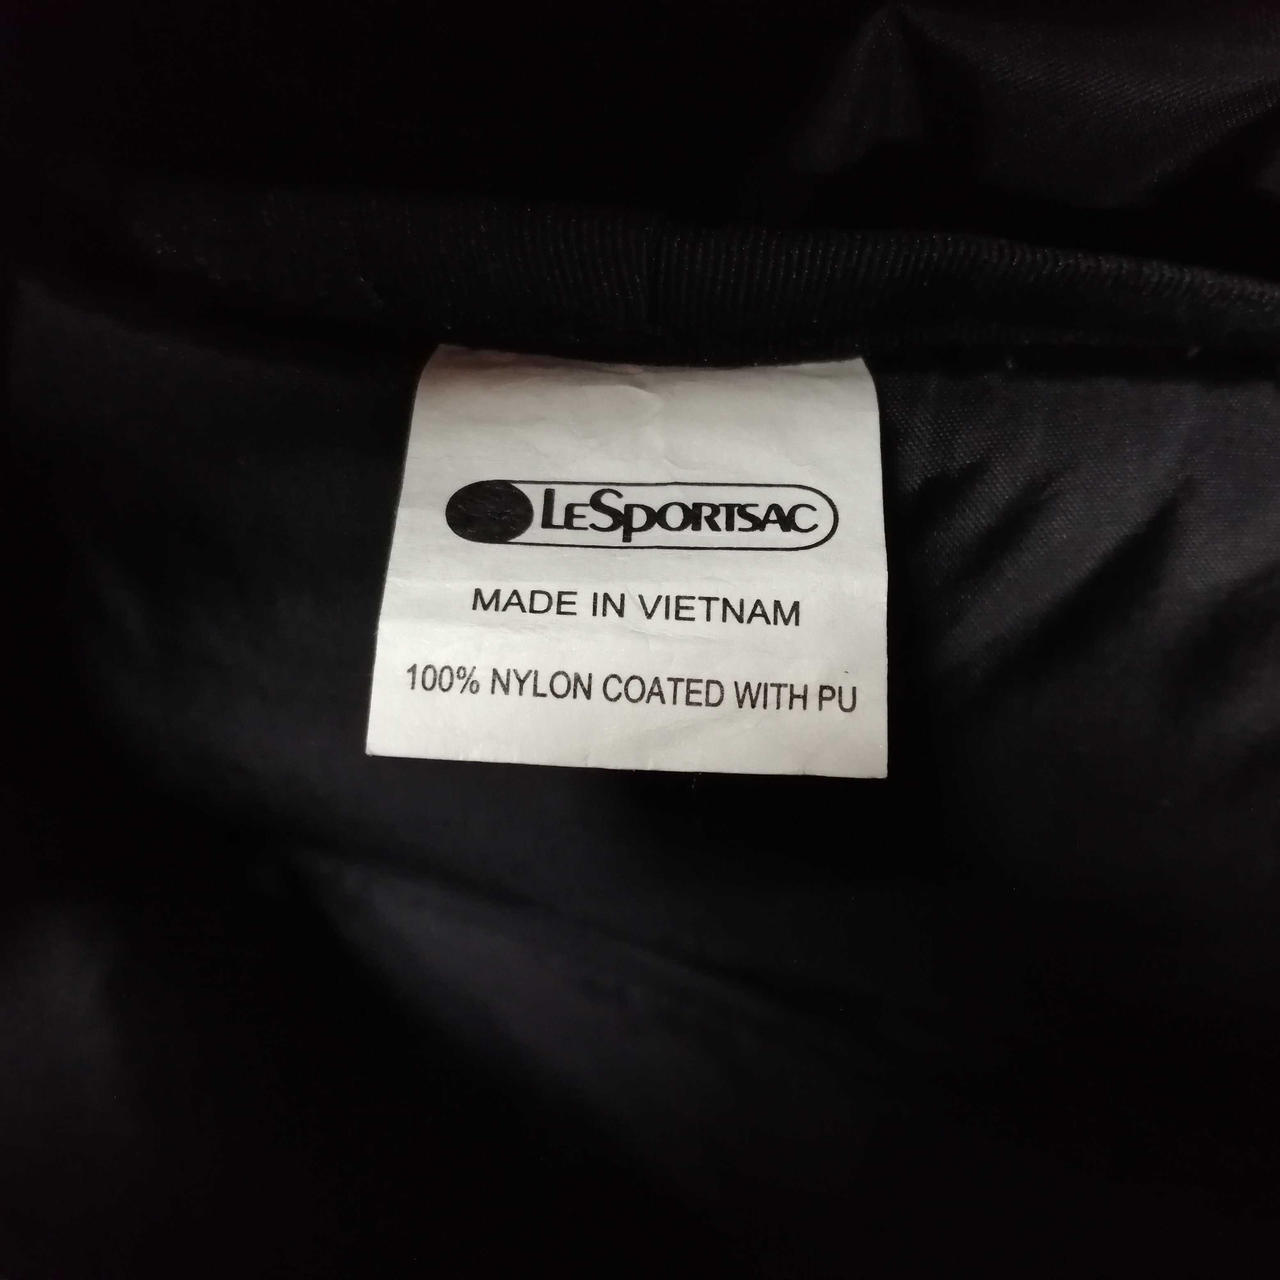 LESPORTSAC
MADE IN VIETNAM
100% NYLON COATED WITH PU